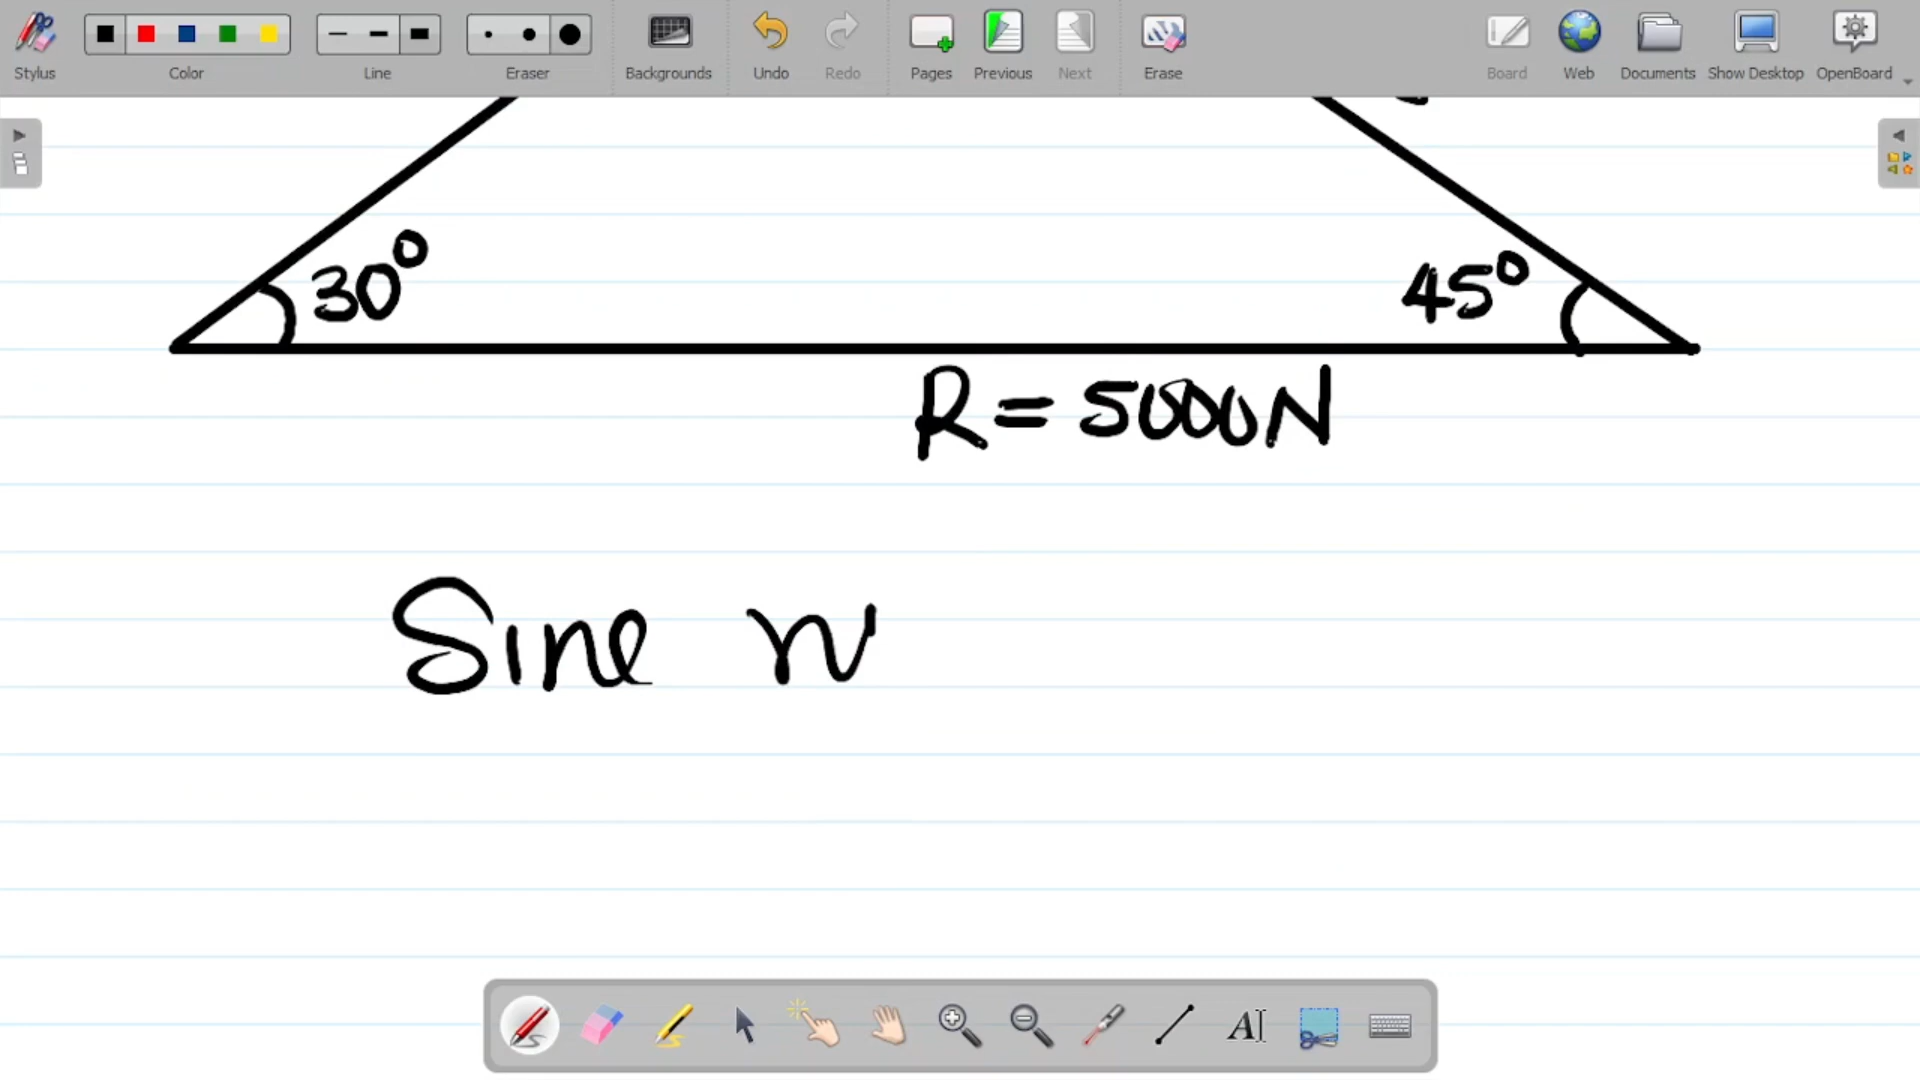 Stylus Color Line Eraser Backgrounds Undo Redo Pages Previous Next Erase Board Web Documents Show Desktop OpenBoard
30° 45°
R = 5000N
Sine